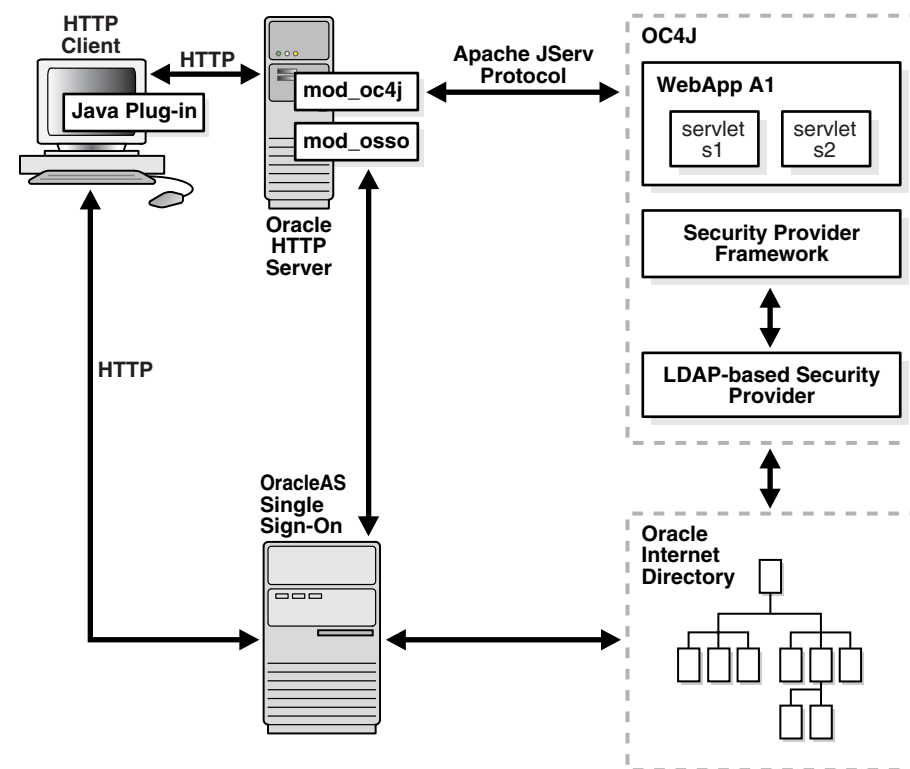 HTTP
Client
Java Plug-in
HTTP
mod_oc4j
mod_osso
Oracle
HTTP
Server
Apache JServ
Protocol
OC4J
WebApp A1
servlet
s1
servlet
s2
Security Provider
Framework
LDAP-based Security
Provider
HTTP
OracleAS
Single
Sign-On
Oracle
Internet
Directory